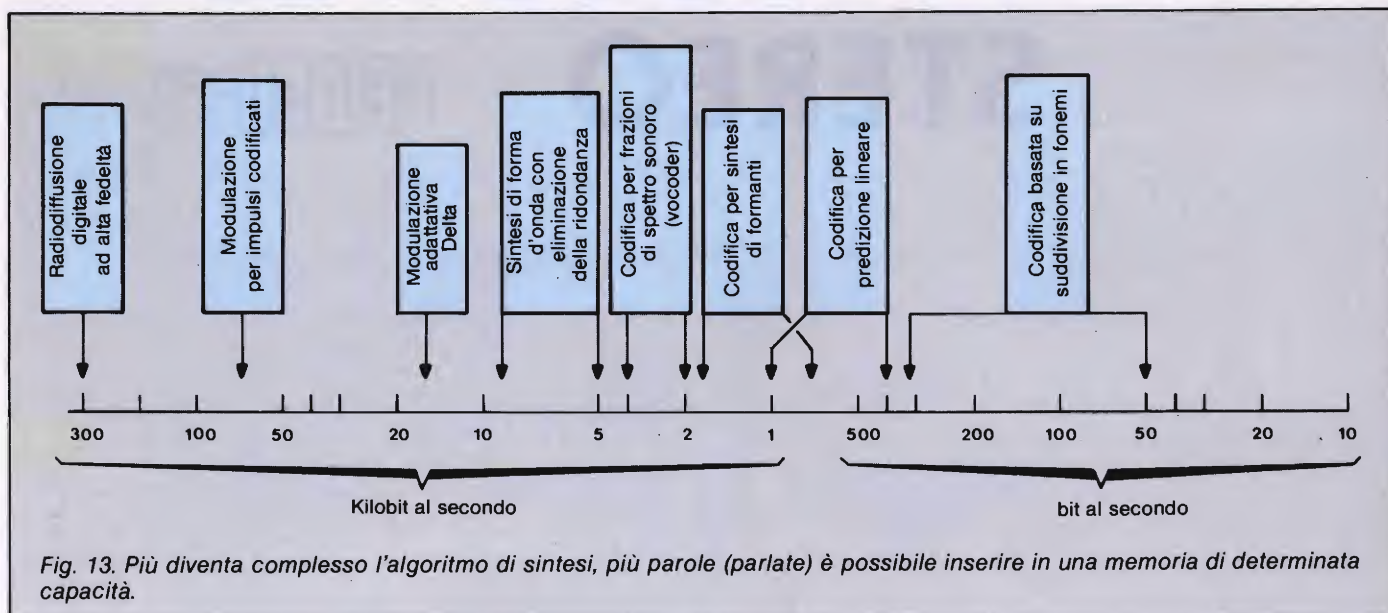 Radiodiffusione
digitale
ad alta fedeltà
Modulazione
per impulsi codificati
Modulazione
adattativa
Delta
Sintesi di forma
d'onda con
eliminazione
della ridondanza
Codifica per frazioni
di spettro sonoro
(vocoder)
Codifica per sintesi
di formanti
Codifica per
predizione lineare
Codifica basata su
suddivisione in fonemi
300 100 50 20 10 5 2 1 500 200 100 50 20 10
Kilobit al secondo
bit al secondo
Fig. 13. Più diventa complesso l'algoritmo di sintesi, più parole (parlate) è possibile inserire in una memoria di determinata
capacità.